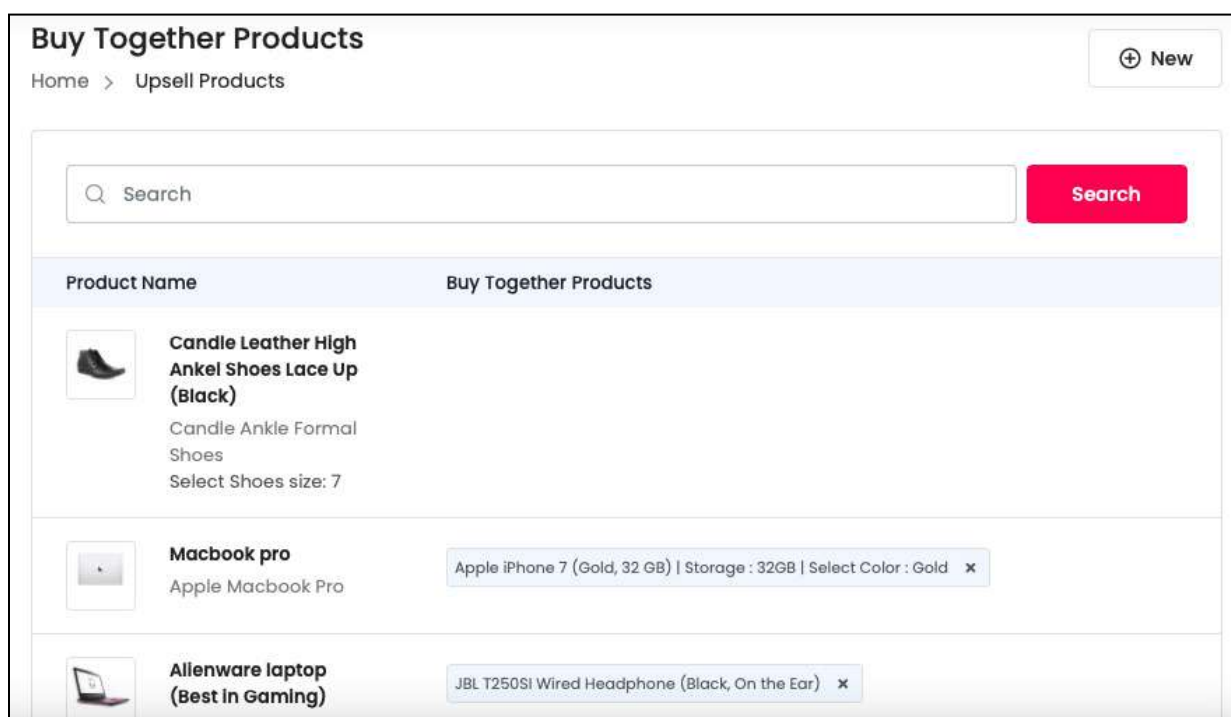 Buy Together Products
New
Home > Upsell Products
Search
Search
Product Name
Buy Together Products
Candle Leather High
Ankel Shoes Lace Up
(Black)
Candle Ankle Formal
Shoes
Select Shoes size: 7
Macbook pro
Apple Macbook Pro
Apple iPhone 7 (Gold, 32 GB) | Storage : 32GB | Select Color : Gold ×
Alienware laptop
(Best in Gaming)
JBL T250SI Wired Headphone (Black, On the Ear) ×